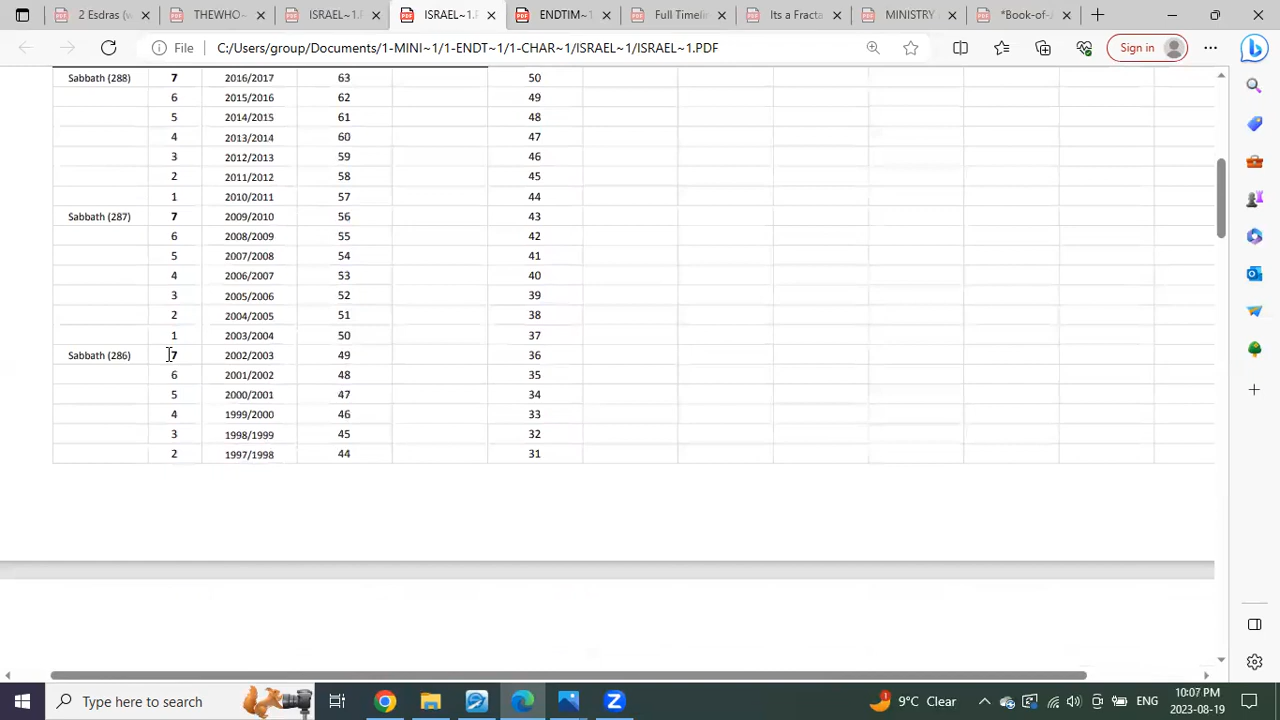 2 Esdras (w
THEWHO~
ISRAEL~1.P
ISRAEL~1.P
ENDTIM~1
Full Timelin
Its a Fracta
MINISTRY
*Book-of-
File
C:/Users/group/Documents/1-MINI~1/1-ENDT~1/1-CHAR~1/ISRAEL~1/ISRAEL~1.PDF
Sign in
Sabbath (288) 7 2016/2017 63 50
6 2015/2016 62 49
5 2014/2015 61 48
4 2013/2014 60 47
3 2012/2013 59 46
2 2011/2012 58 45
1 2010/2011 57 44
Sabbath (287) 7 2009/2010 56 43
6 2008/2009 55 42
5 2007/2008 54 41
4 2006/2007 53 40
3 2005/2006 52 39
2 2004/2005 51 38
1 2003/2004 50 37
Sabbath (286) 7 2002/2003 49 36
6 2001/2002 48 35
5 2000/2001 47 34
4 1999/2000 46 33
3 1998/1999 45 32
2 1997/1998 44 31
Type here to search
1
9°C Clear
ENG
10:07 PM
2023-08-19